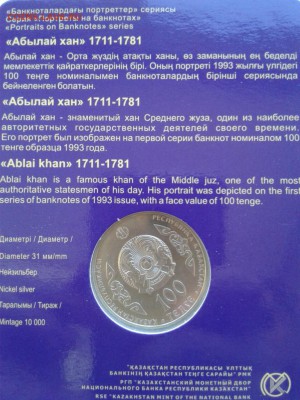 «Банкнолардағы портреттер» сериясы
Серия «Портреты на банкнотах»
«Portraits on Banknotes» series
«Абылай хан» 1711-1781
Абылай хан - Орта жүздің атақты ханы, өз заманының ең беделді
мемлекеттік қайраткерлерінің бірі. Оның портреті 1993 жылғы үлгідегі
100 теңге номиналымен банкноталардың бірінші сериясында
бейнеленген болатын.
«Абылай хан» 1711-1781
Абылай хан - знаменитый хан Среднего жуза, один из наиболее
авторитетных государственных деятелей своего времени.
Его портрет был изображен на первой серии банкнот номиналом 100
тенге образца 1993 года.
«Ablai khan» 1711-1781
Ablai khan is a famous khan of the Middle juz, one of the most
authoritative statesmen of his day. His portrait was depicted on the first
series of banknotes of 1993 issue, with a face value of 100 tenge.
Диаметрі / Диаметр /
Diameter 31 мм/mm
Нейзильбер.
Nickel silver
Таралымы / Тираж /
Mintage 10 000
РЕСПУБЛИКА
100
"ҚАЗАҚСТАН РЕСПУБЛИКАСЫ ҰЛТТЫҚ
БАНКІНІҢ ҚАЗАҚСТАН ТЕҢГЕ САРАЙЫ" РМК
РГП "КАЗАХСТАНСКИЙ МОНЕТНЫЙ ДВОР
НАЦИОНАЛЬНОГО БАНКА РЕСПУБЛИКИ КАЗАХСТАН"
RSE "KAZAKHSTAN MINT OF THE NATIONAL BANK